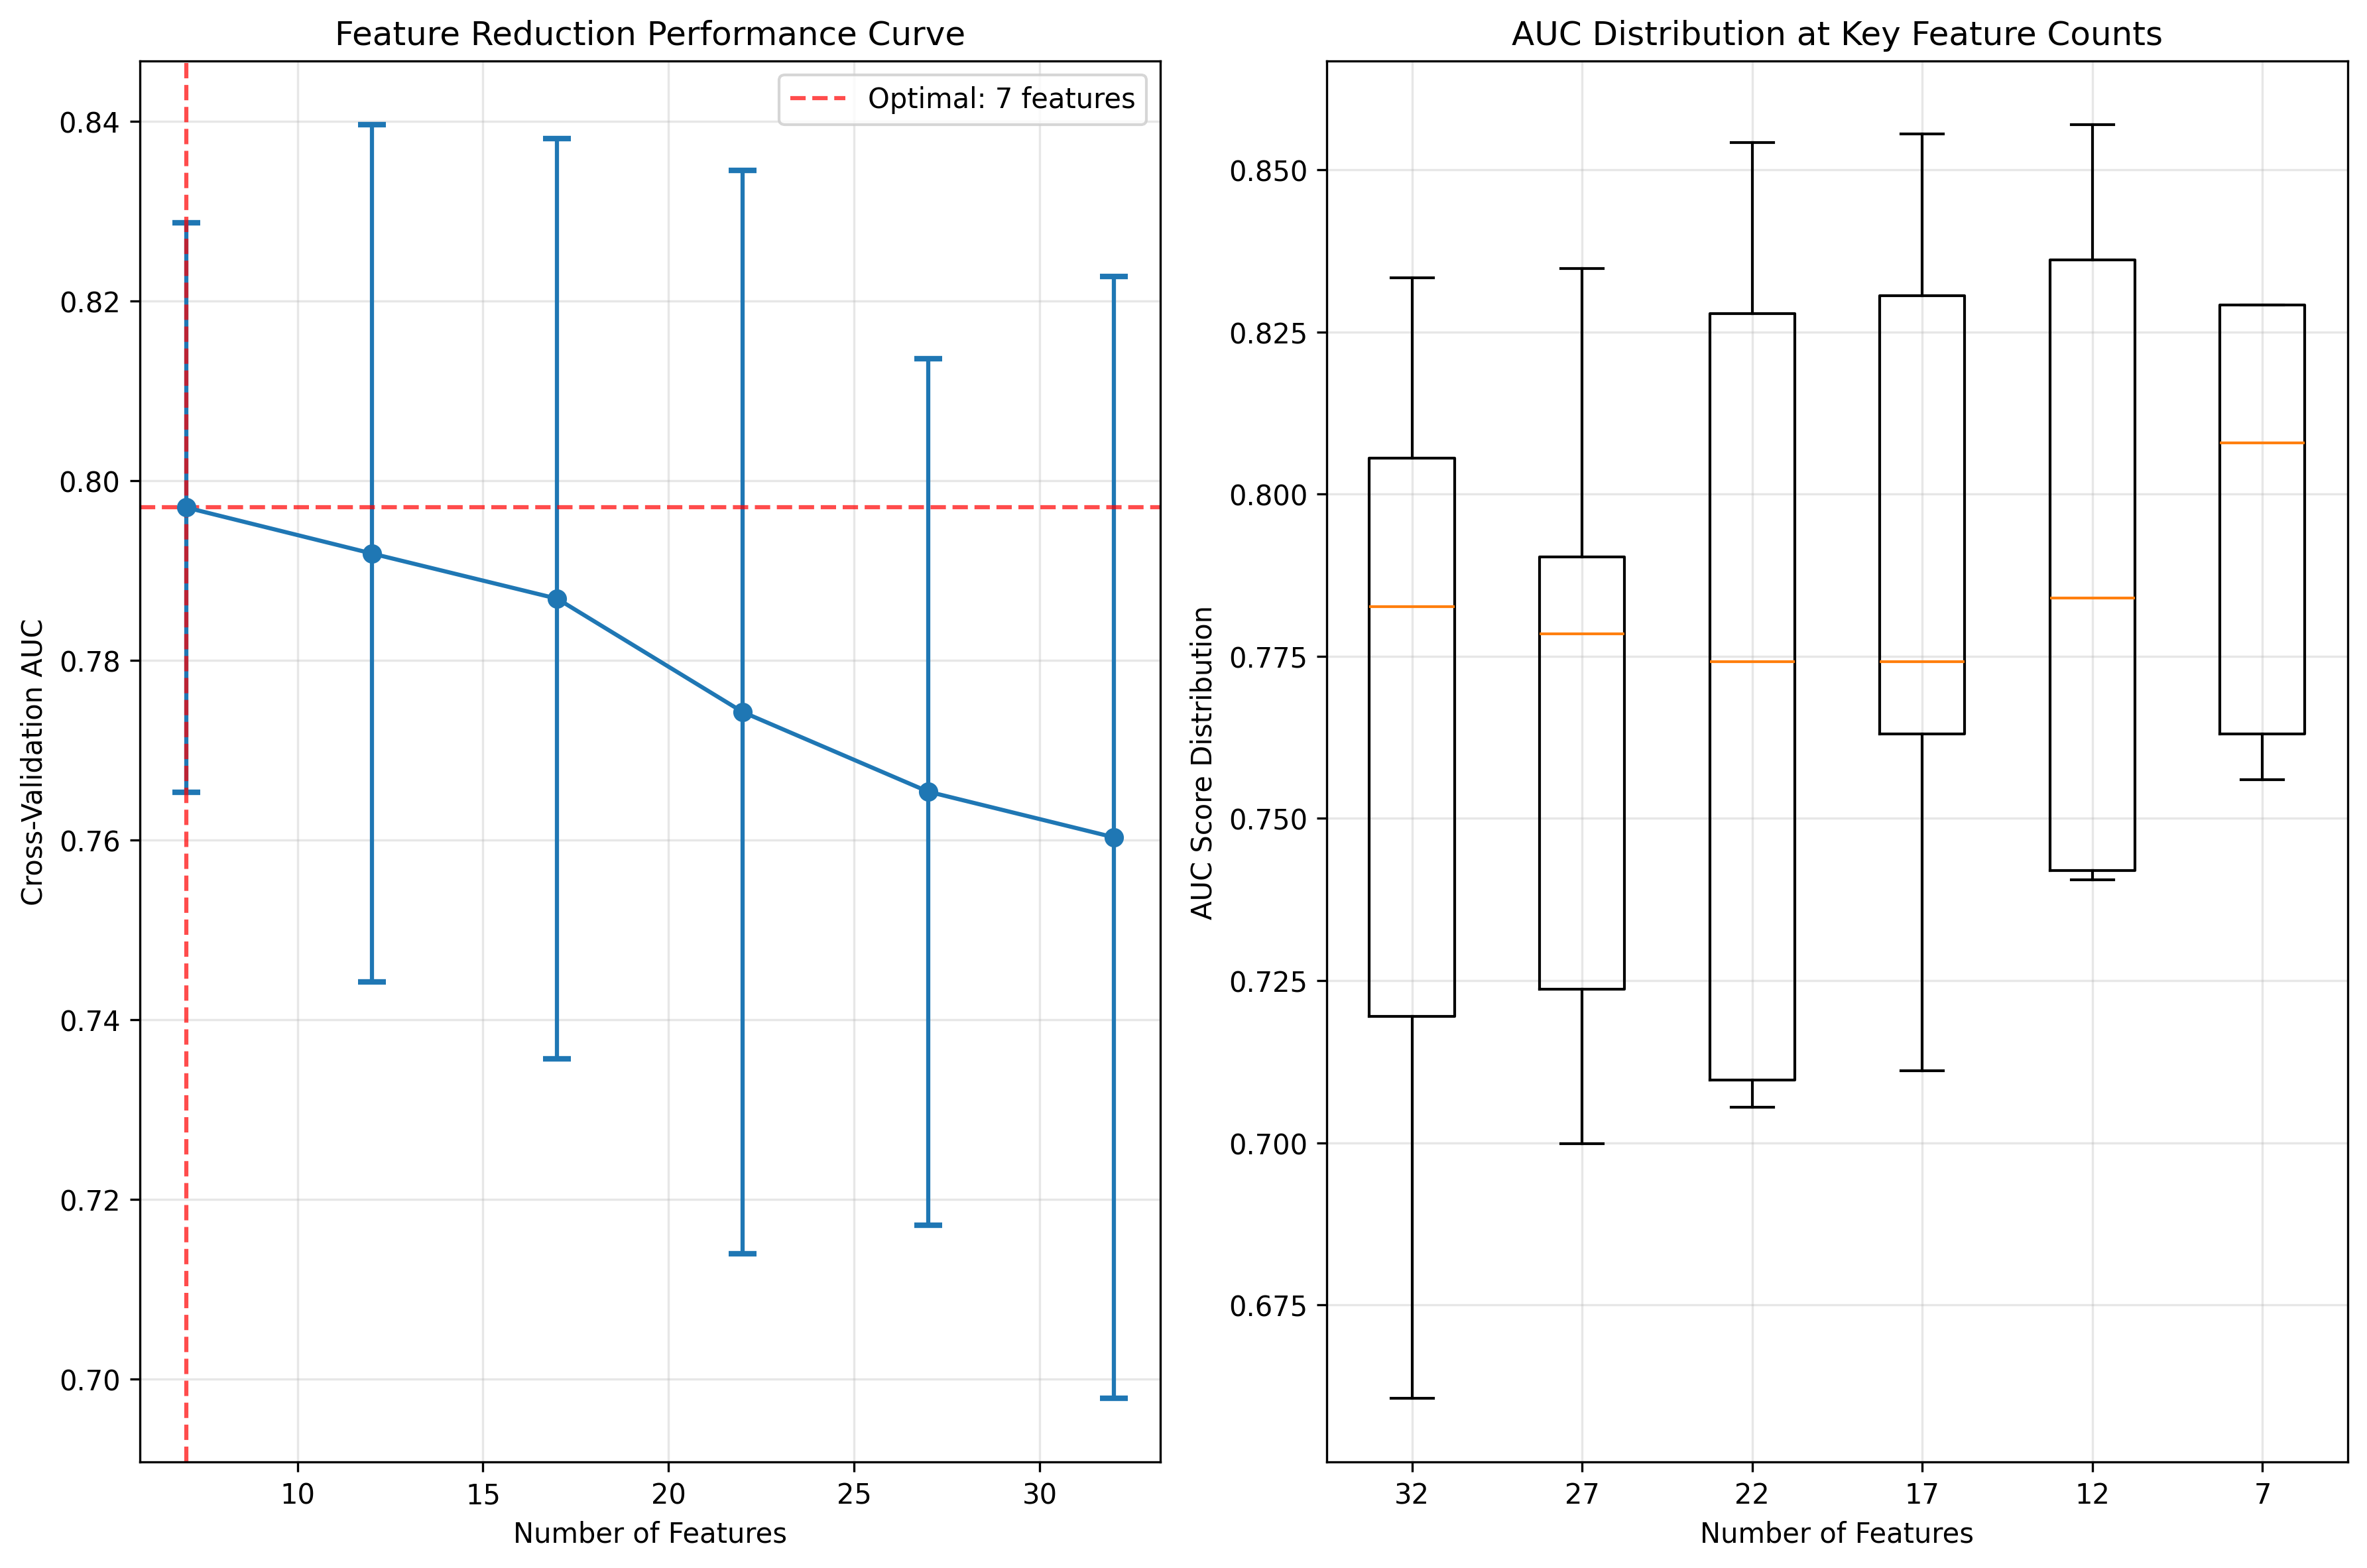 Feature Reduction Performance Curve
Optimal: 7 features
0.84
0.82
0.80
0.78
0.76
0.74
0.72
0.70
Cross-Validation AUC
10 15 20 25 30
Number of Features
AUC Distribution at Key Feature Counts
0.850
0.825
0.800
0.775
0.750
0.725
0.700
0.675
AUC Score Distribution
32 27 22 17 12 7
Number of Features